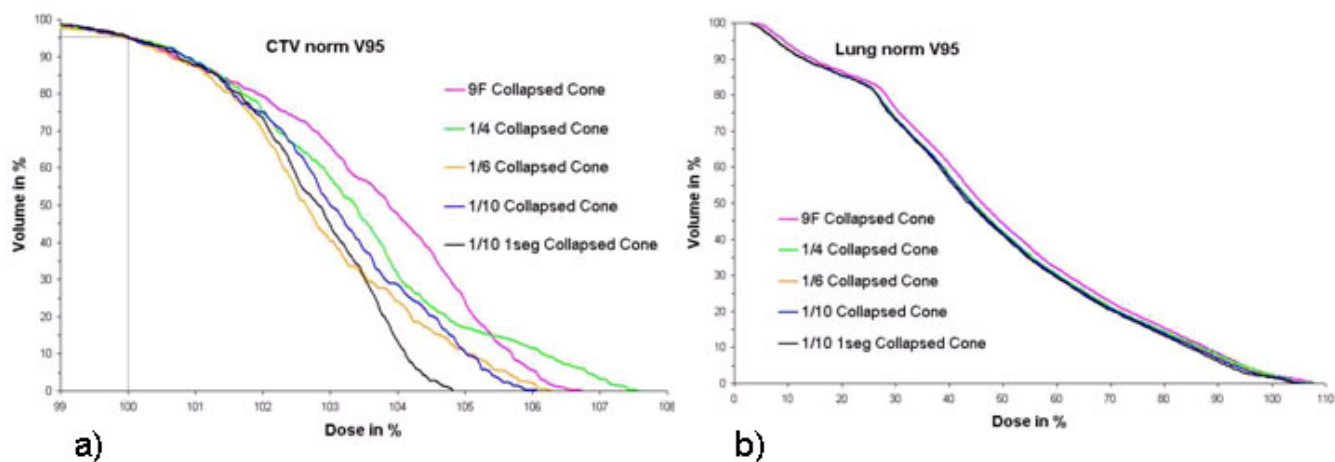 CTV norm V95
9F Collapsed Cone
1/4 Collapsed Cone
1/6 Collapsed Cone
1/10 Collapsed Cone
1/10 1seg Collapsed Cone
Volume in %
100
90
80
70
60
50
40
30
20
10
0
99 100 101 102 103 104 105 106 107 108
Dose in %
a)
Lung norm V95
9F Collapsed Cone
1/4 Collapsed Cone
1/6 Collapsed Cone
1/10 Collapsed Cone
1/10 1seg Collapsed Cone
Volume in %
100
90
80
70
60
50
40
30
20
10
0
0 10 20 30 40 50 60 70 80 90 100 110
Dose in %
b)